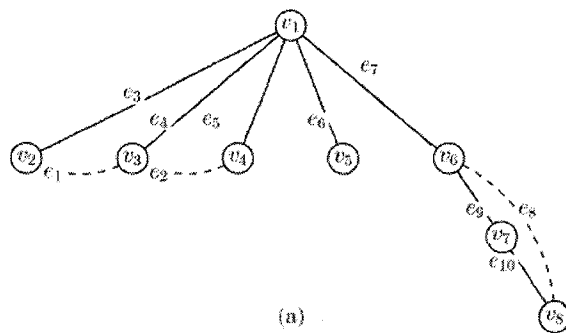 v₁
e₃
e₇
e₄
e₅
e₆
v₂
v₃
v₄
v₅
v₆
e₁
e₂
e₉
e₈
v₇
e₁₀
v₈
(a)